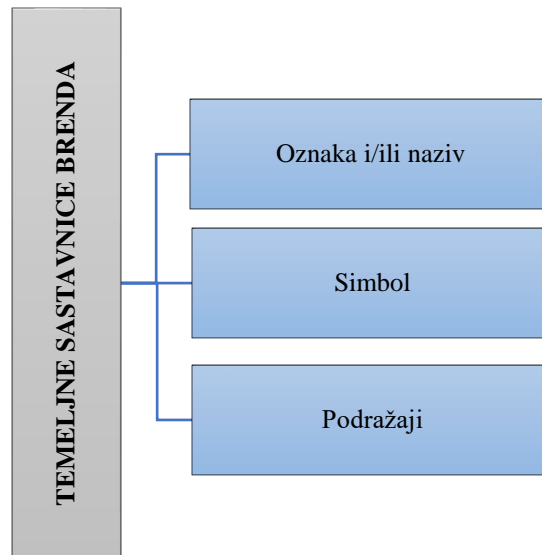 TEMELJNE SASTAVNICE BRENDA
Oznaka i/ili naziv
Simbol
Podražaji